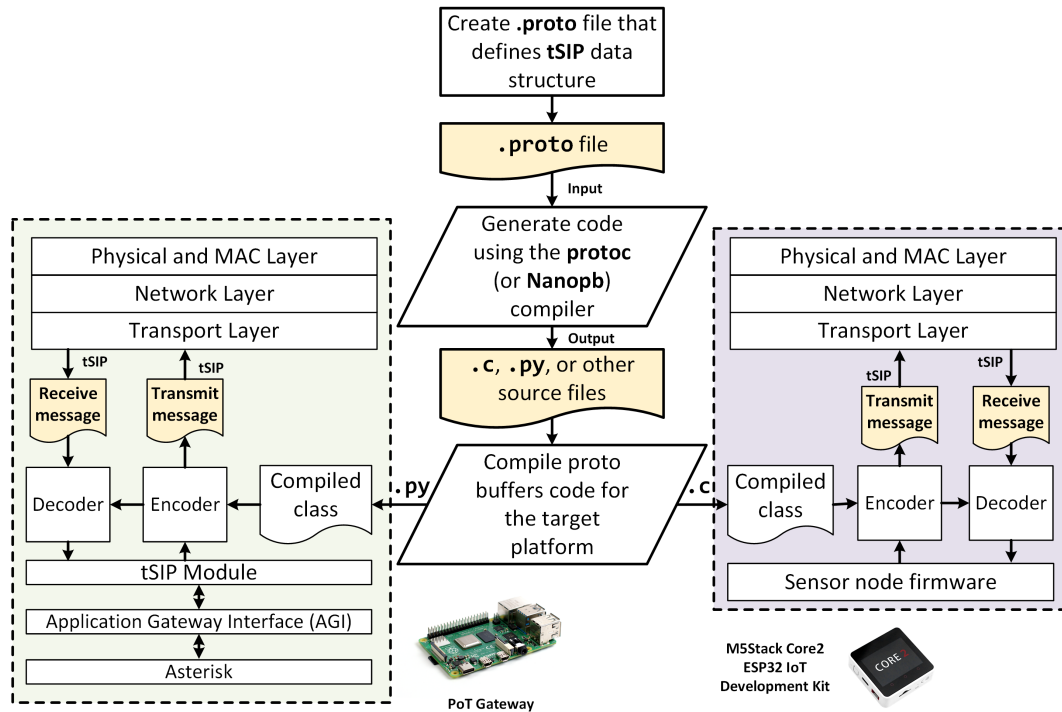 Create .proto file that
defines tSIP data
structure
.proto file
Input
Generate code
using the protoc
(or Nanopb)
compiler
Output
.c, .py, or other
source files
Compile proto
buffers code for
the target
platform
.py
.c
Physical and MAC Layer
Network Layer
Transport Layer
tSIP
tSIP
Receive
message
Transmit
message
Decoder
Encoder
Compiled
class
tSIP Module
Application Gateway Interface (AGI)
Asterisk
PoT Gateway
Physical and MAC Layer
Network Layer
Transport Layer
tSIP
tSIP
Transmit
message
Receive
message
Compiled
class
Encoder
Decoder
Sensor node firmware
M5Stack Core2
ESP32 IoT
Development Kit
CORE2